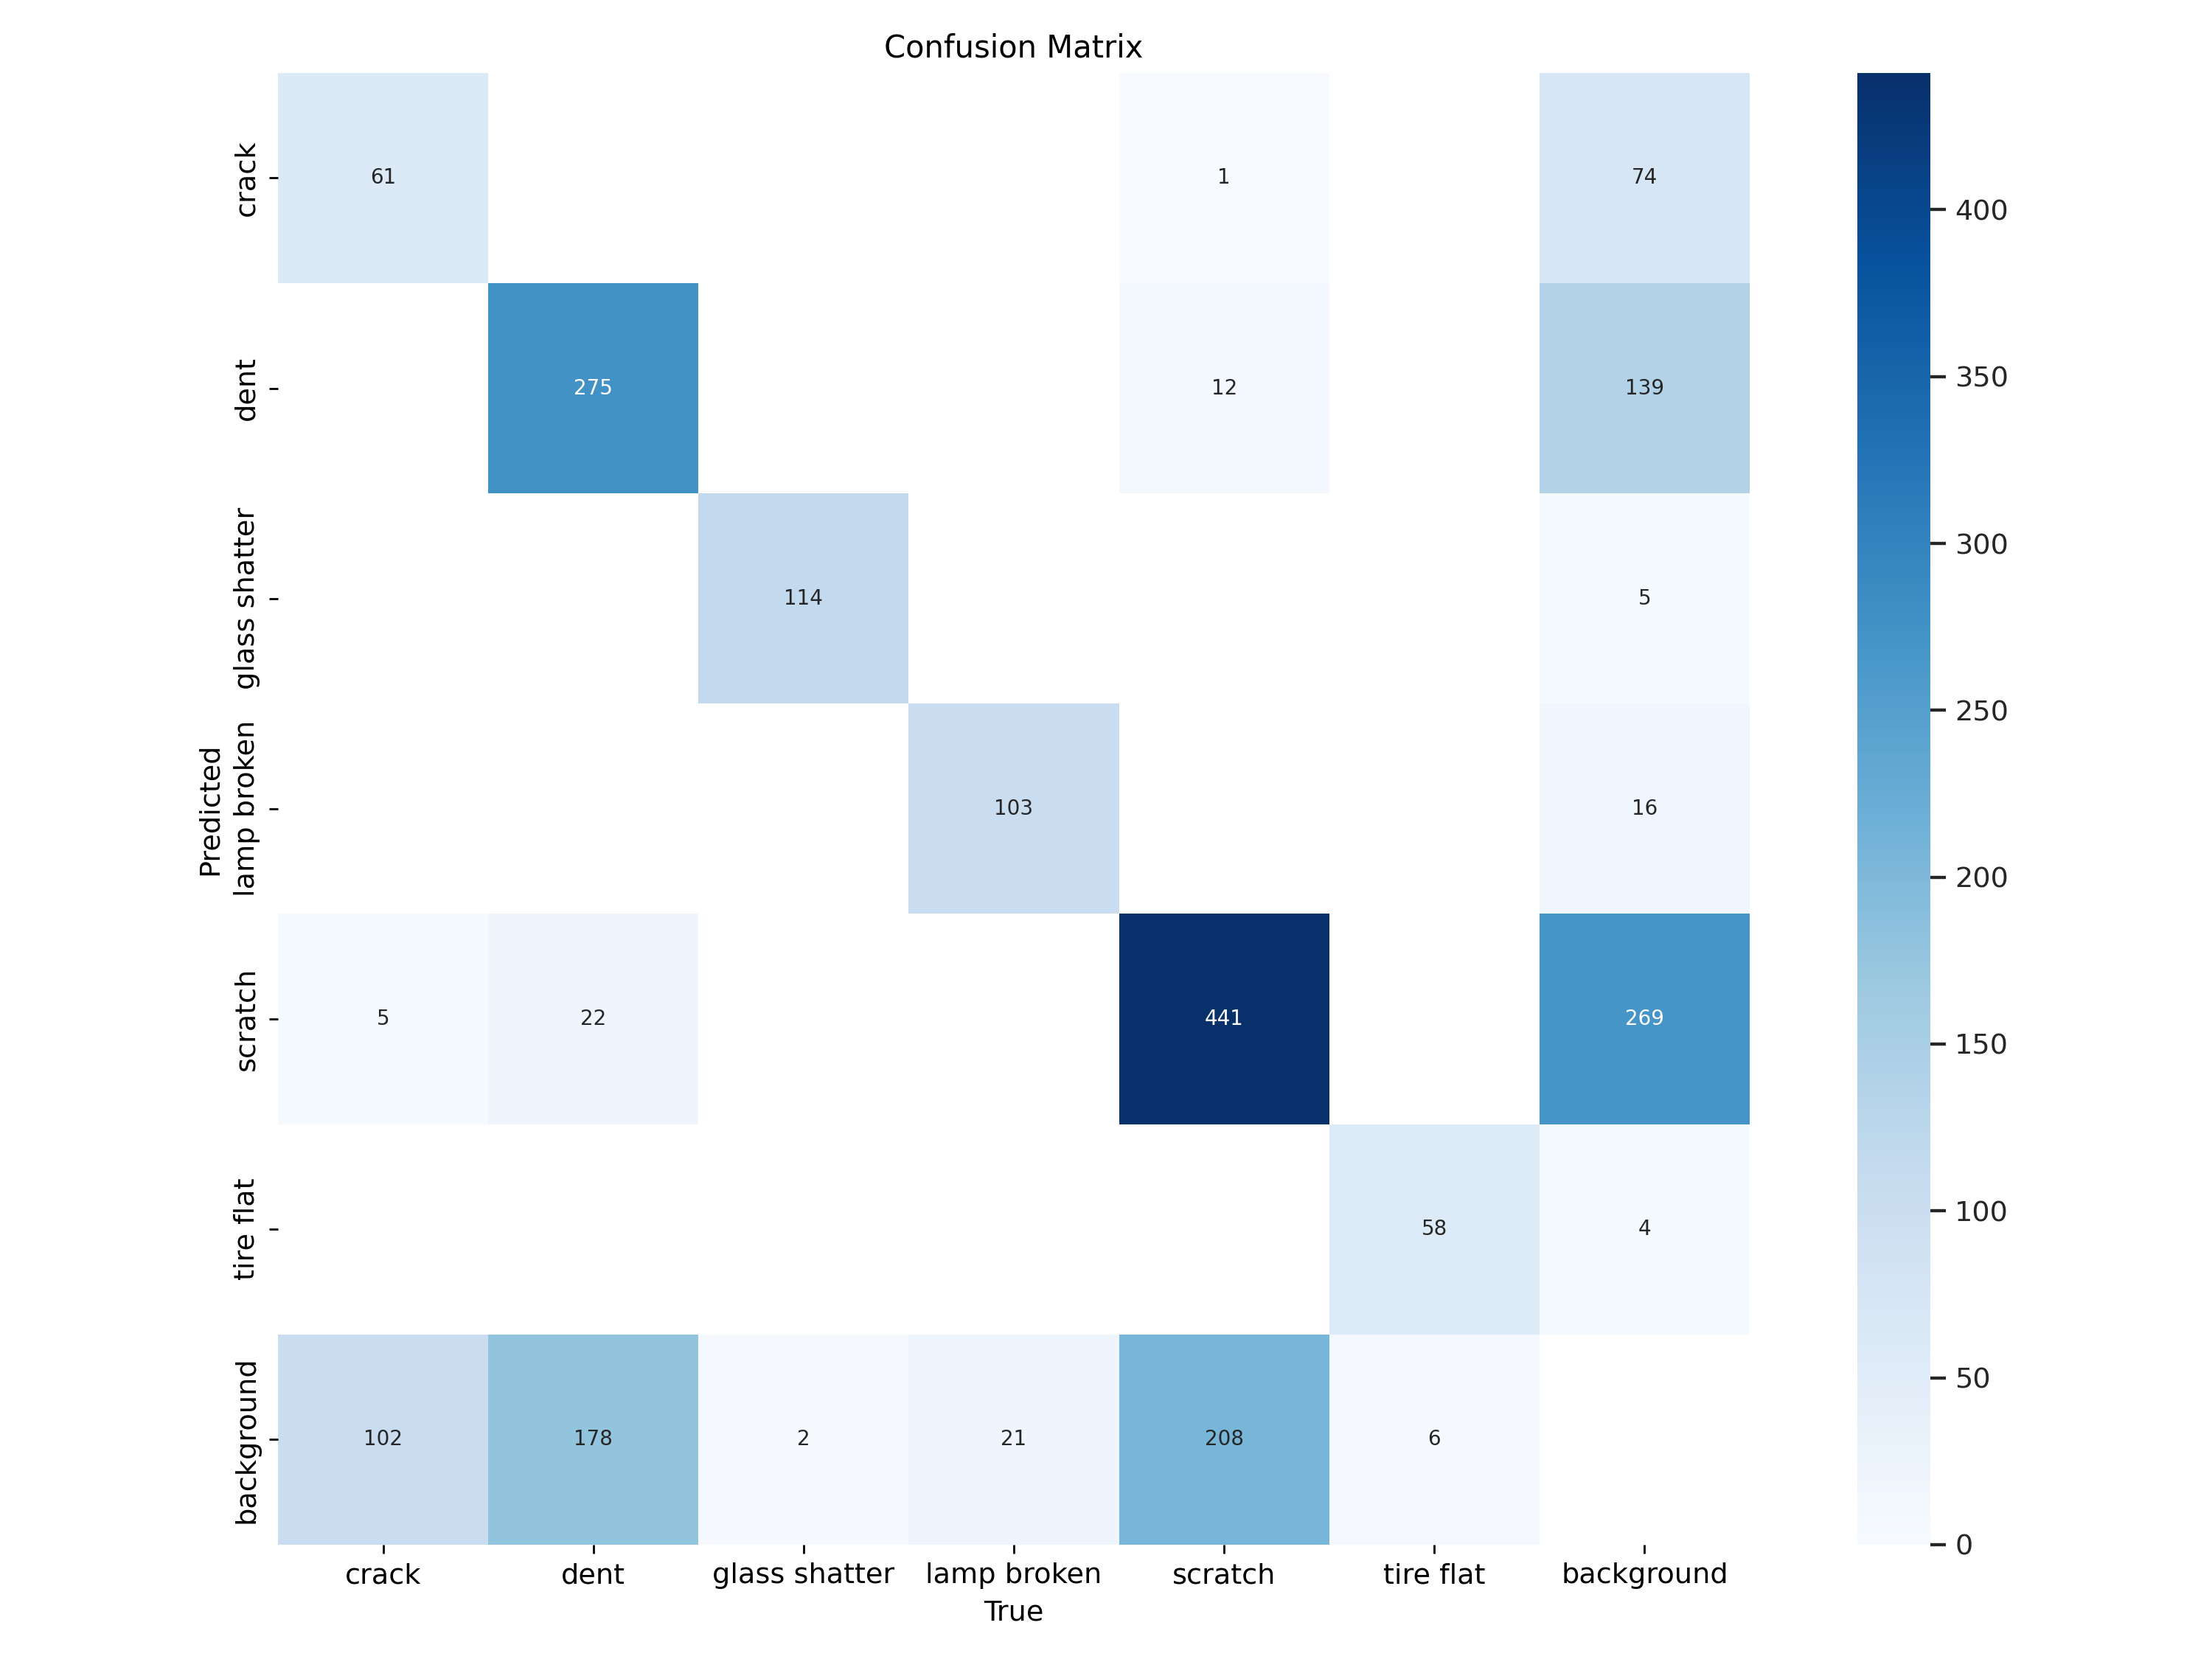 Confusion Matrix
crack
61
1
74
dent
275
12
139
glass shatter
114
5
lamp broken
103
16
scratch
5
22
441
269
tire flat
58
4
background
102
178
2
21
208
6
Predicted
crack
dent
glass shatter
lamp broken
scratch
tire flat
background
True
400
350
300
250
200
150
100
50
0